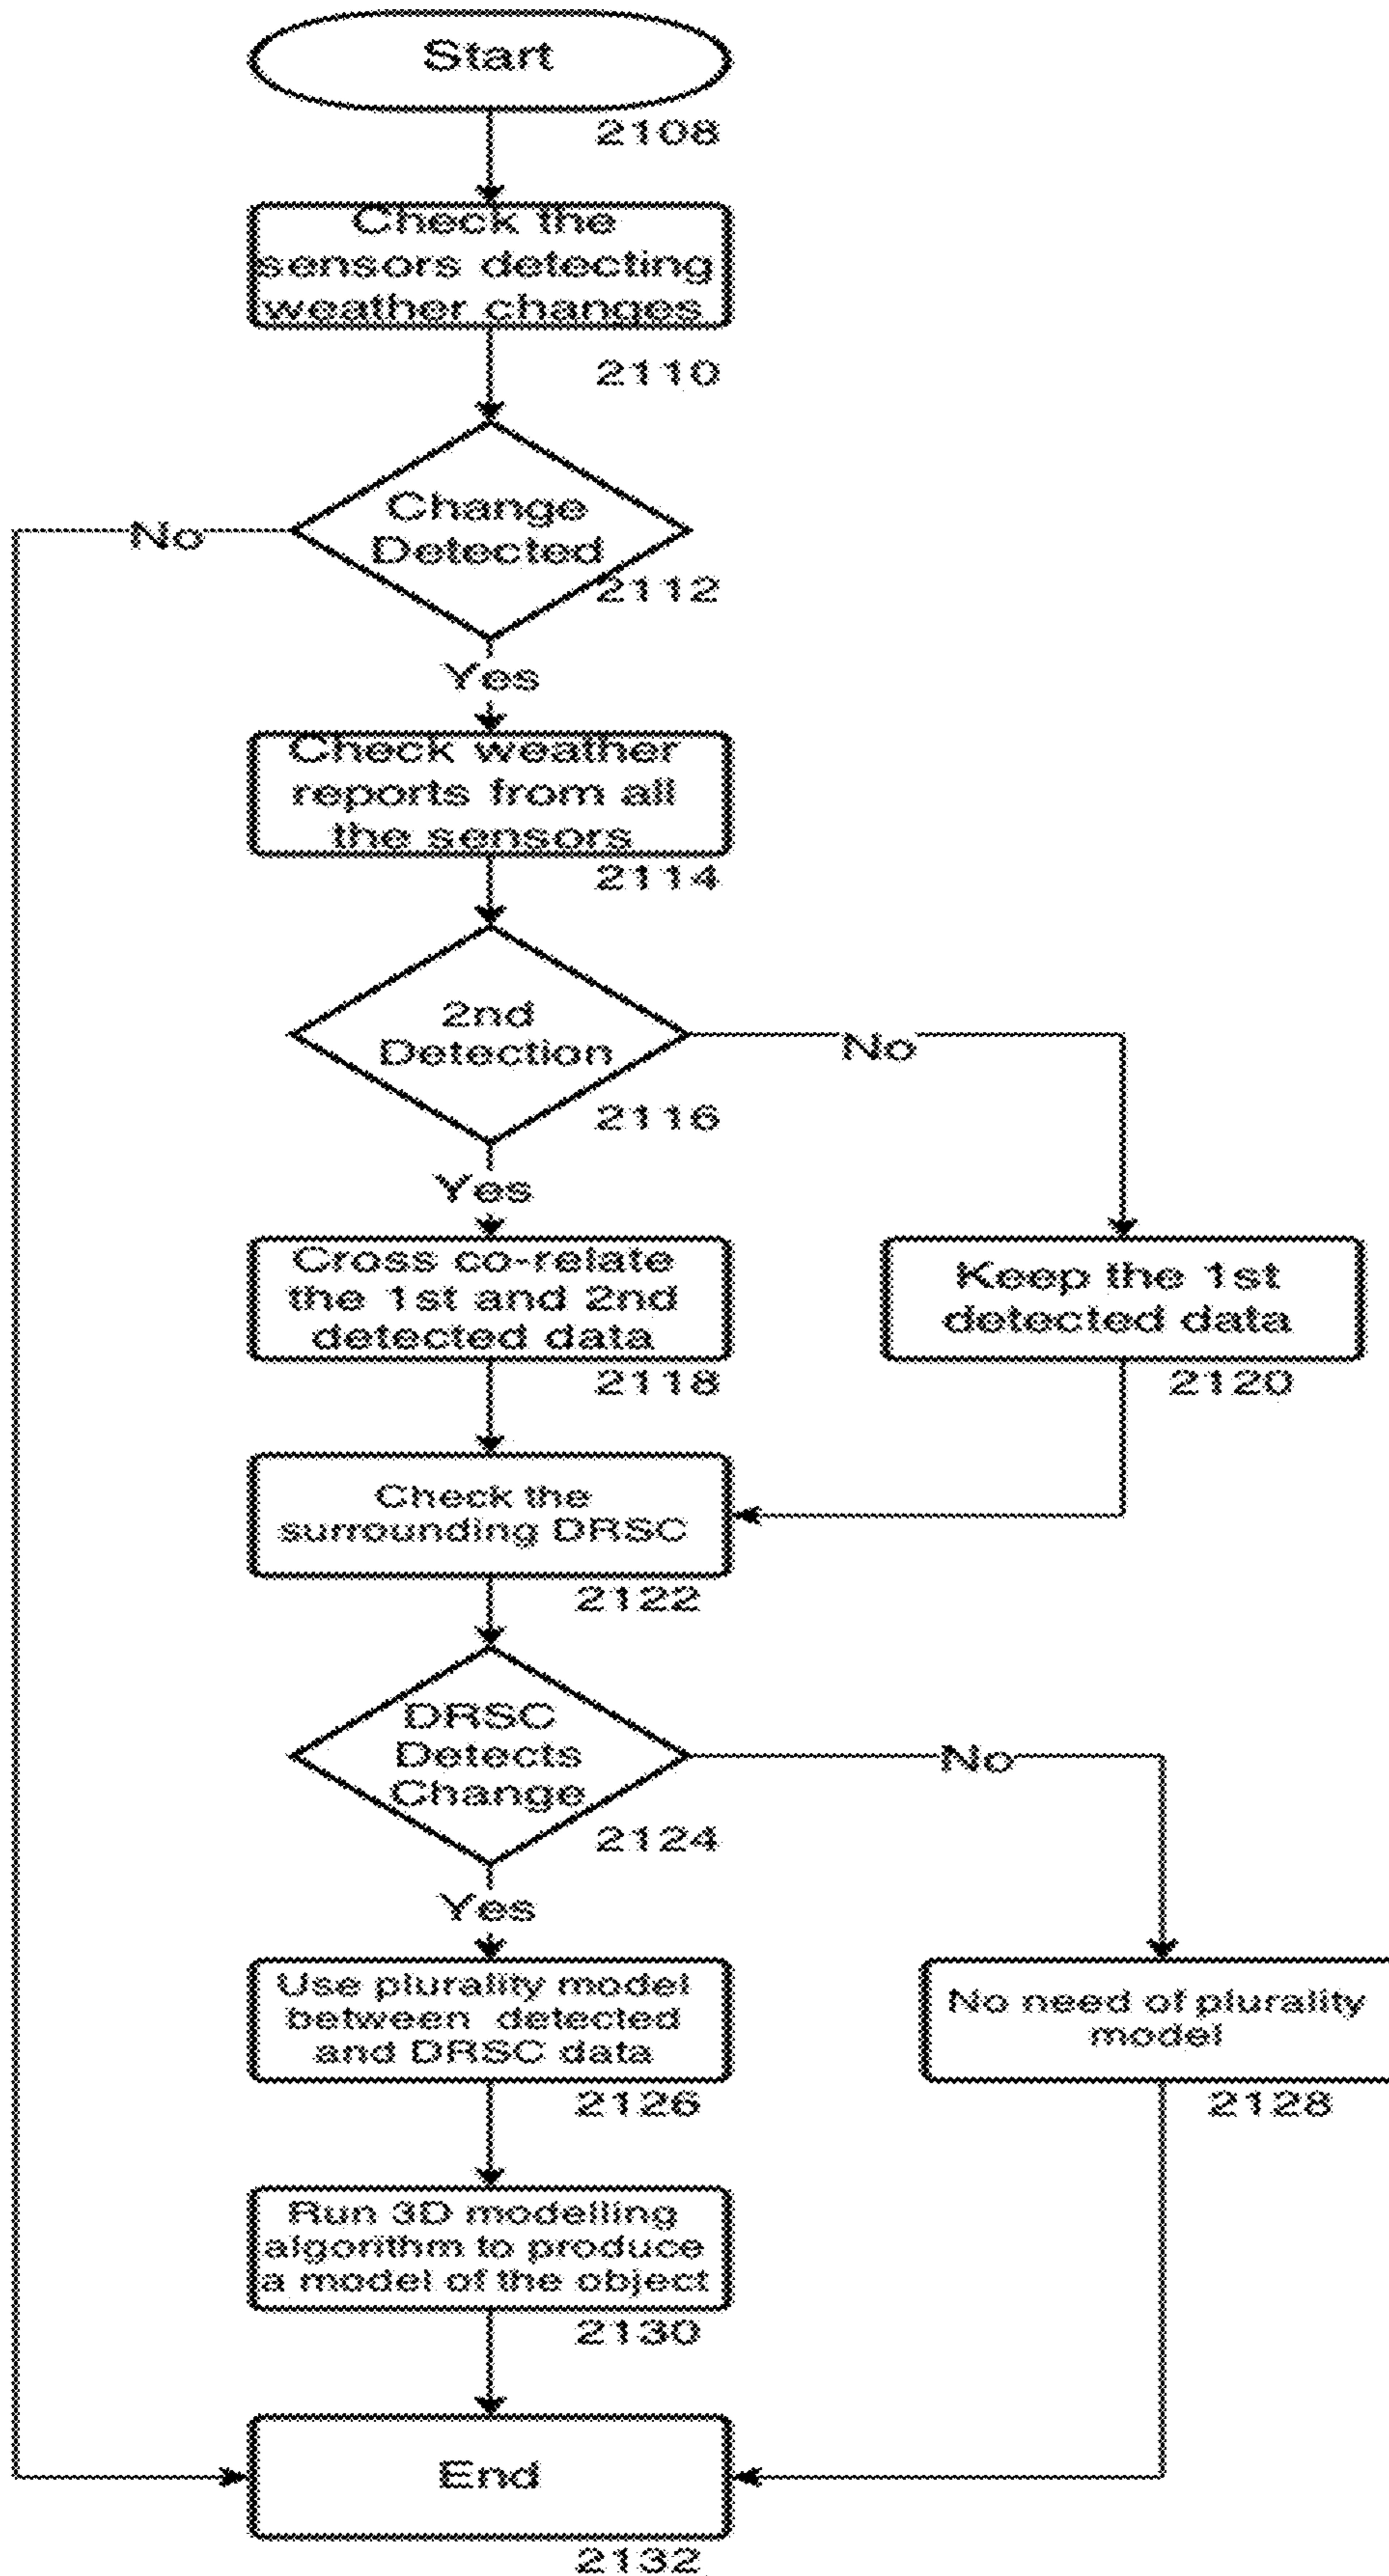 Start
2108
Check the
sensors detecting
weather changes
2110
Change
Detected
No
2112
Yes
Check weather
reports from all
the sensors
2114
2nd
Detection
No
2116
Yes
Cross co-relate
the 1st and 2nd
detected data
2118
Keep the 1st
detected data
2120
Check the
surrounding DRSC
2122
DRSC
Detects
Change
No
2124
Yes
Use plurality model
between detected
and DRSC data
2126
No need of plurality
model
2128
Run 3D modelling
algorithm to produce
a model of the object
2130
End
2132